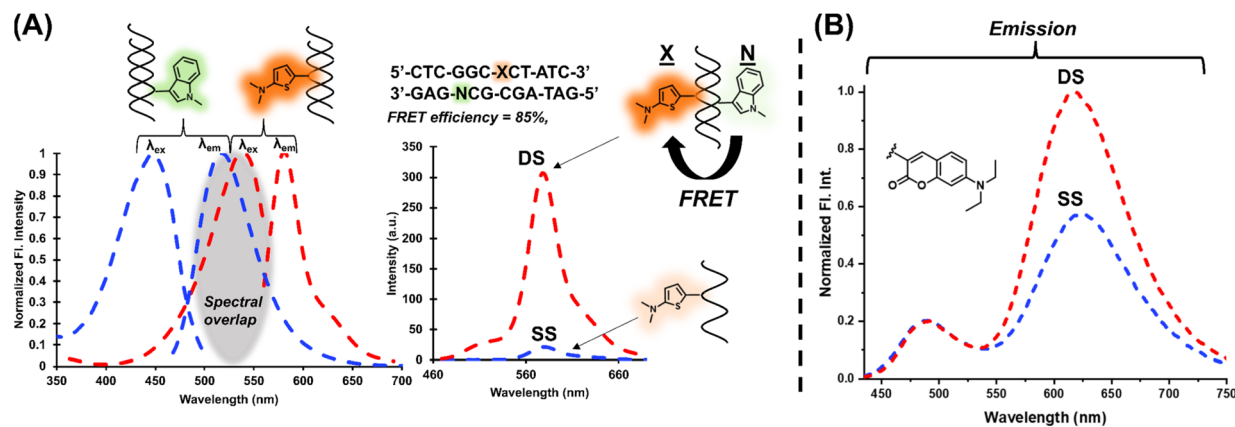 (A)
N
N
S
λex
λem
λex
λem
Normalized Fl. Intensity
1
0.9
0.8
0.7
0.6
0.5
0.4
0.3
0.2
0.1
0
Spectral
overlap
350
450
500
550
600
700
Wavelength (nm)
5’-CTC-GGC-XCT-ATC-3’
3’-GAG-NCG-CGA-TAG-5’
FRET efficiency = 85%,
X
N
N
S
N
FRET
Intensity (a.u.)
350
300
250
200
150
100
50
0
DS
SS
N
S
460
560
660
Wavelength (nm)
(B)
Emission
DS
SS
O
O
N
Normalized Fl. Int.
1.0
0.8
0.6
0.4
0.2
0.0
450
500
550
600
650
700
750
Wavelength (nm)